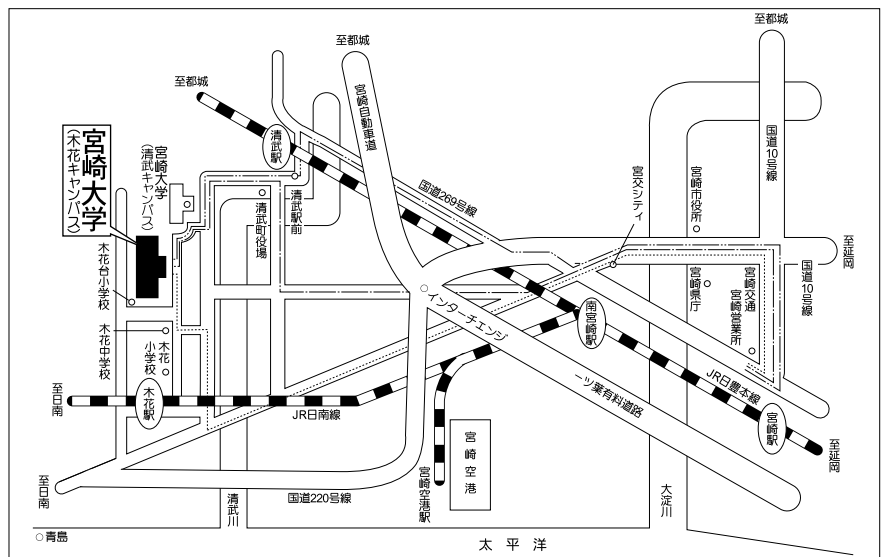 至都城
至都城
至都城
宮崎自動車道
清武駅
宮崎大学
(木花キャンパス)
宮崎大学
(清武キャンパス)
清武駅前
清武町役場
国道269号線
宮交シティ
宮崎市役所
国道10号線
至延岡
国道10号線
宮崎県庁
宮崎交通
宮崎営業所
木花台小学校
木花中学校
木花
小学校
インターチェンジ
南宮崎駅
一ツ葉有料道路
JR日豊本線
宮崎駅
至延岡
至日南
木花駅
JR日南線
宮崎空港駅
宮崎空港
至日南
国道220号線
清武川
大淀川
青島
太平洋